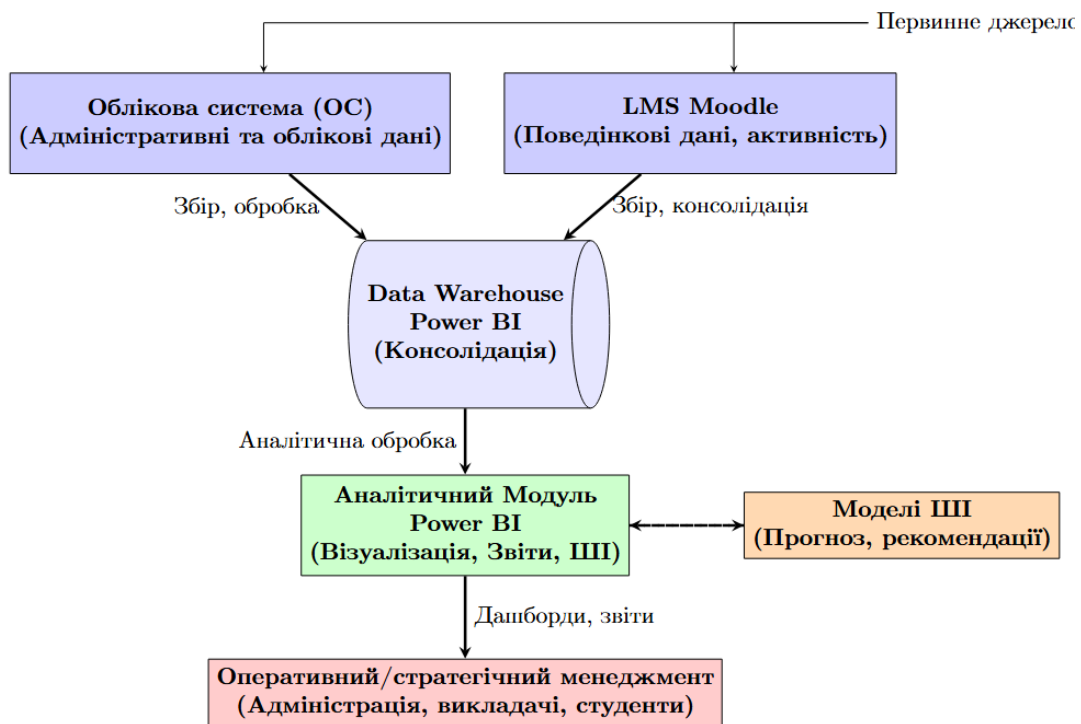 Первинне джерело
Облікова система (ОС)
(Адміністративні та облікові дані)
LMS Moodle
(Поведінкові дані, активність)
Збір, обробка
Збір, консолідація
Data Warehouse
Power BI
(Консолідація)
Аналітична обробка
Аналітичний Модуль
Power BI
(Візуалізація, Звіти, ШІ)
Моделі ШІ
(Прогноз, рекомендації)
Дашборди, звіти
Оперативний/стратегічний менеджмент
(Адміністрація, викладачі, студенти)